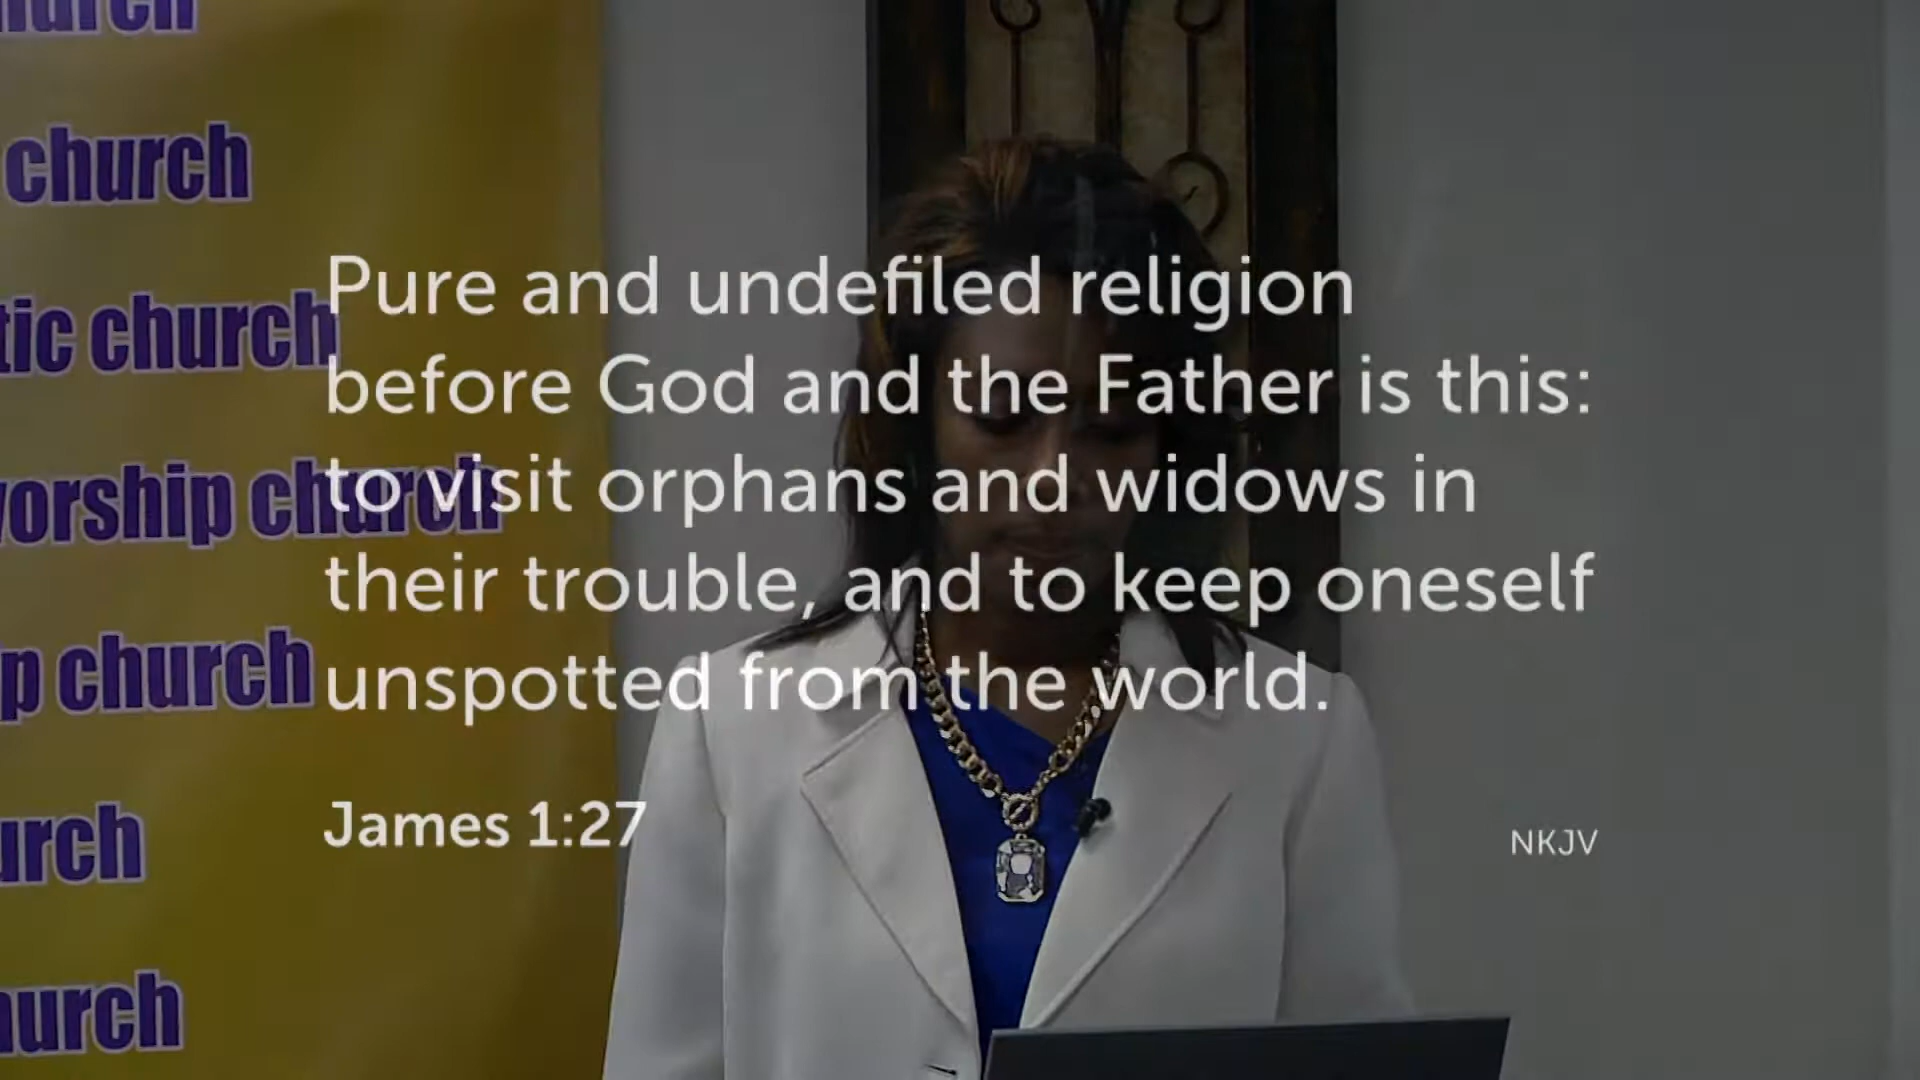 church
church
tic church
worship church
p church
urch
hurch
Pure and undefiled religion
before God and the Father is this:
to visit orphans and widows in
their trouble, and to keep oneself
unspotted from the world.
James 1:27
NKJV